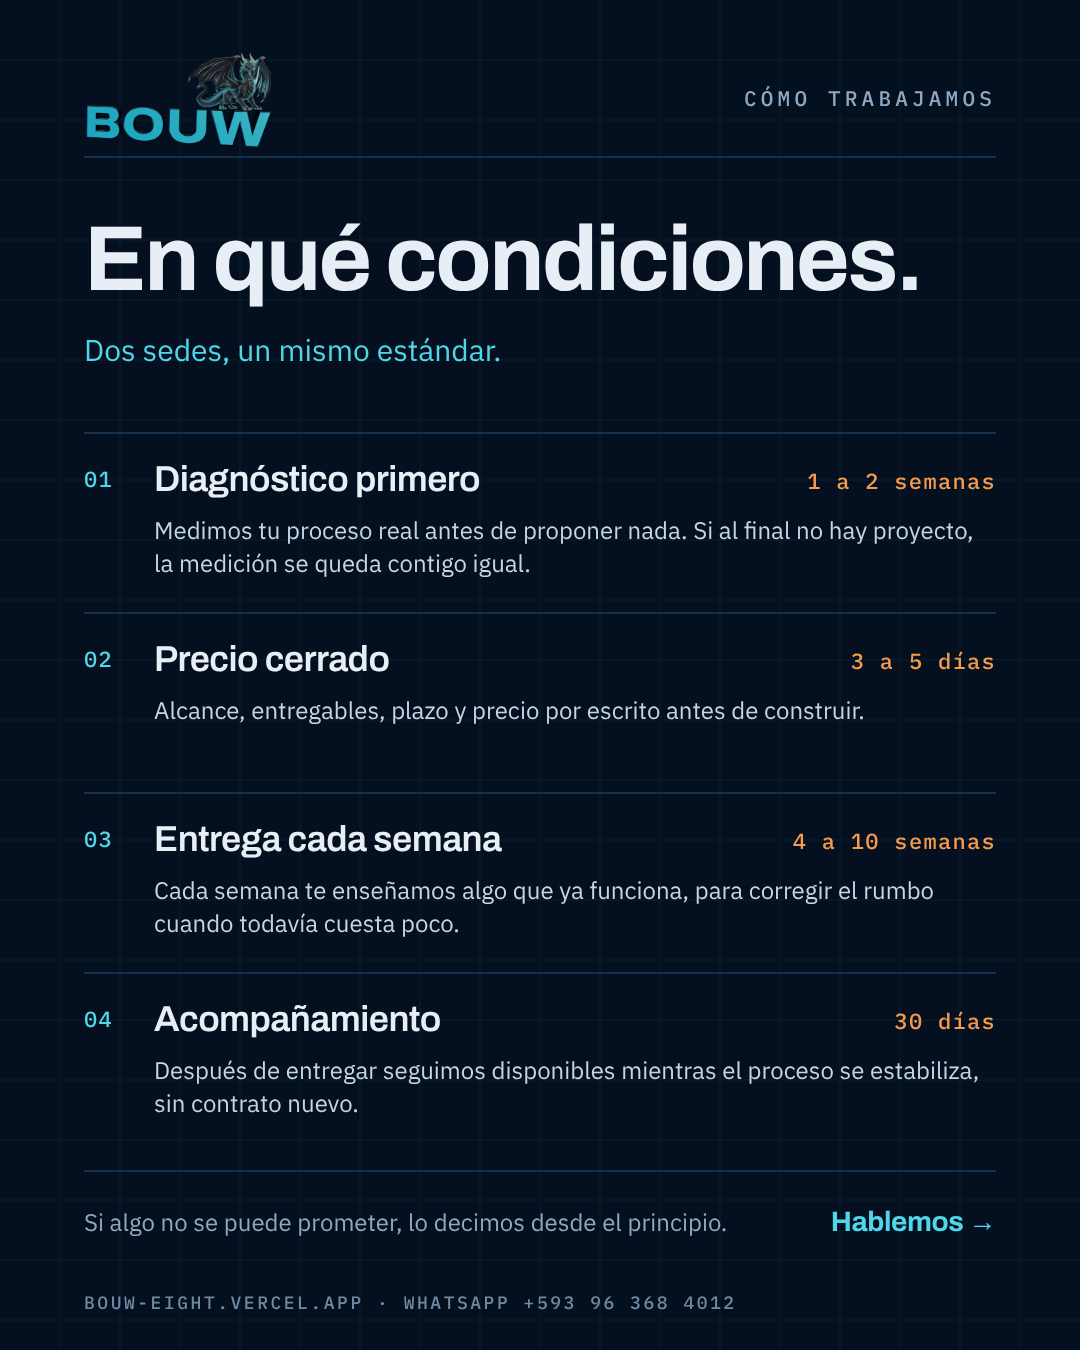 BOUW
CÓMO TRABAJAMOS
En qué condiciones.
Dos sedes, un mismo estándar.
01 Diagnóstico primero 1 a 2 semanas
Medimos tu proceso real antes de proponer nada. Si al final no hay proyecto,
la medición se queda contigo igual.
02 Precio cerrado 3 a 5 días
Alcance, entregables, plazo y precio por escrito antes de construir.
03 Entrega cada semana 4 a 10 semanas
Cada semana te enseñamos algo que ya funciona, para corregir el rumbo
cuando todavía cuesta poco.
04 Acompañamiento 30 días
Después de entregar seguimos disponibles mientras el proceso se estabiliza,
sin contrato nuevo.
Si algo no se puede prometer, lo decimos desde el principio. Hablemos →
BOUW-EIGHT.VERCEL.APP · WHATSAPP +593 96 368 4012